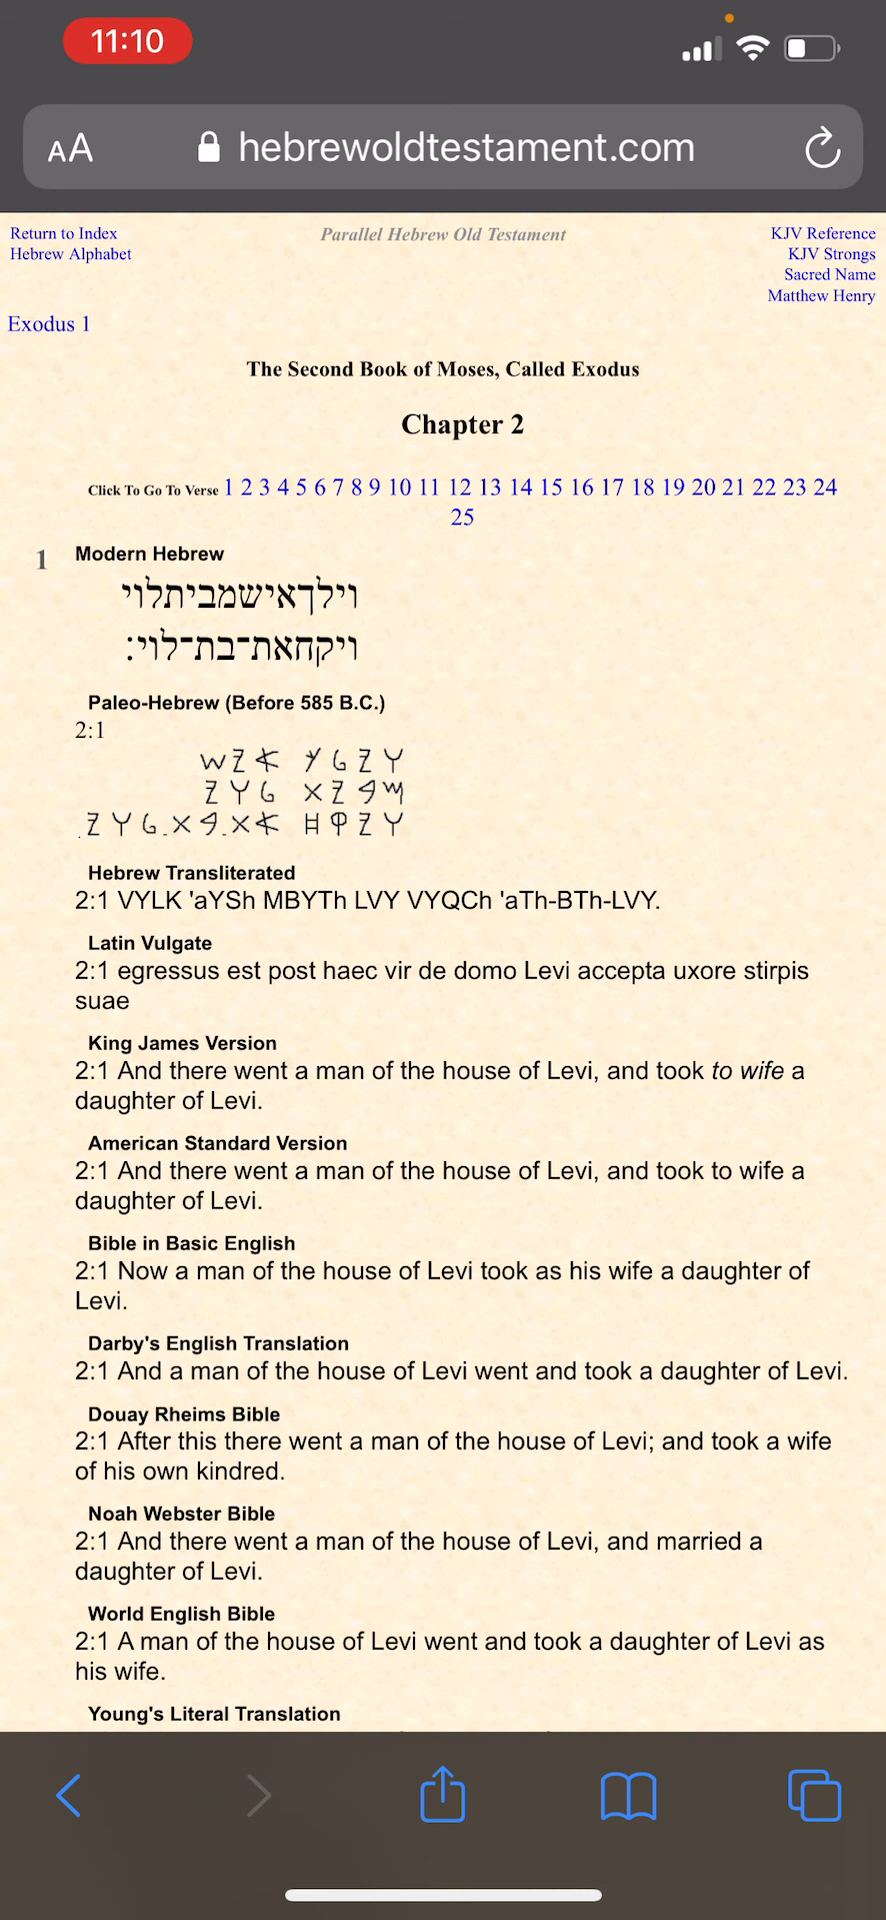 11:10
AA hebrewoldtestament.com
Return to Index
Hebrew Alphabet
Parallel Hebrew Old Testament
KJV Reference
KJV Strongs
Sacred Name
Matthew Henry
Exodus 1
The Second Book of Moses, Called Exodus
Chapter 2
Click To Go To Verse 1 2 3 4 5 6 7 8 9 10 11 12 13 14 15 16 17 18 19 20 21 22 23 24
25
1 Modern Hebrew
וילךאישמביתלוי
ויקחאת־בת־לוי׃
Paleo-Hebrew (Before 585 B.C.)
2:1
𐤅𐤉𐤋𐤊 𐤀𐤉𐤔
𐤌𐤁𐤉𐤕 𐤋𐤅𐤉
𐤅𐤉𐤒𐤇 𐤀𐤕.𐤁𐤕.𐤋𐤅𐤉.
Hebrew Transliterated
2:1 VYLK 'aYSh MBYTh LVY VYQCh 'aTh-BTh-LVY.
Latin Vulgate
2:1 egressus est post haec vir de domo Levi accepta uxore stirpis
suae
King James Version
2:1 And there went a man of the house of Levi, and took to wife a
daughter of Levi.
American Standard Version
2:1 And there went a man of the house of Levi, and took to wife a
daughter of Levi.
Bible in Basic English
2:1 Now a man of the house of Levi took as his wife a daughter of
Levi.
Darby's English Translation
2:1 And a man of the house of Levi went and took a daughter of Levi.
Douay Rheims Bible
2:1 After this there went a man of the house of Levi; and took a wife
of his own kindred.
Noah Webster Bible
2:1 And there went a man of the house of Levi, and married a
daughter of Levi.
World English Bible
2:1 A man of the house of Levi went and took a daughter of Levi as
his wife.
Young's Literal Translation